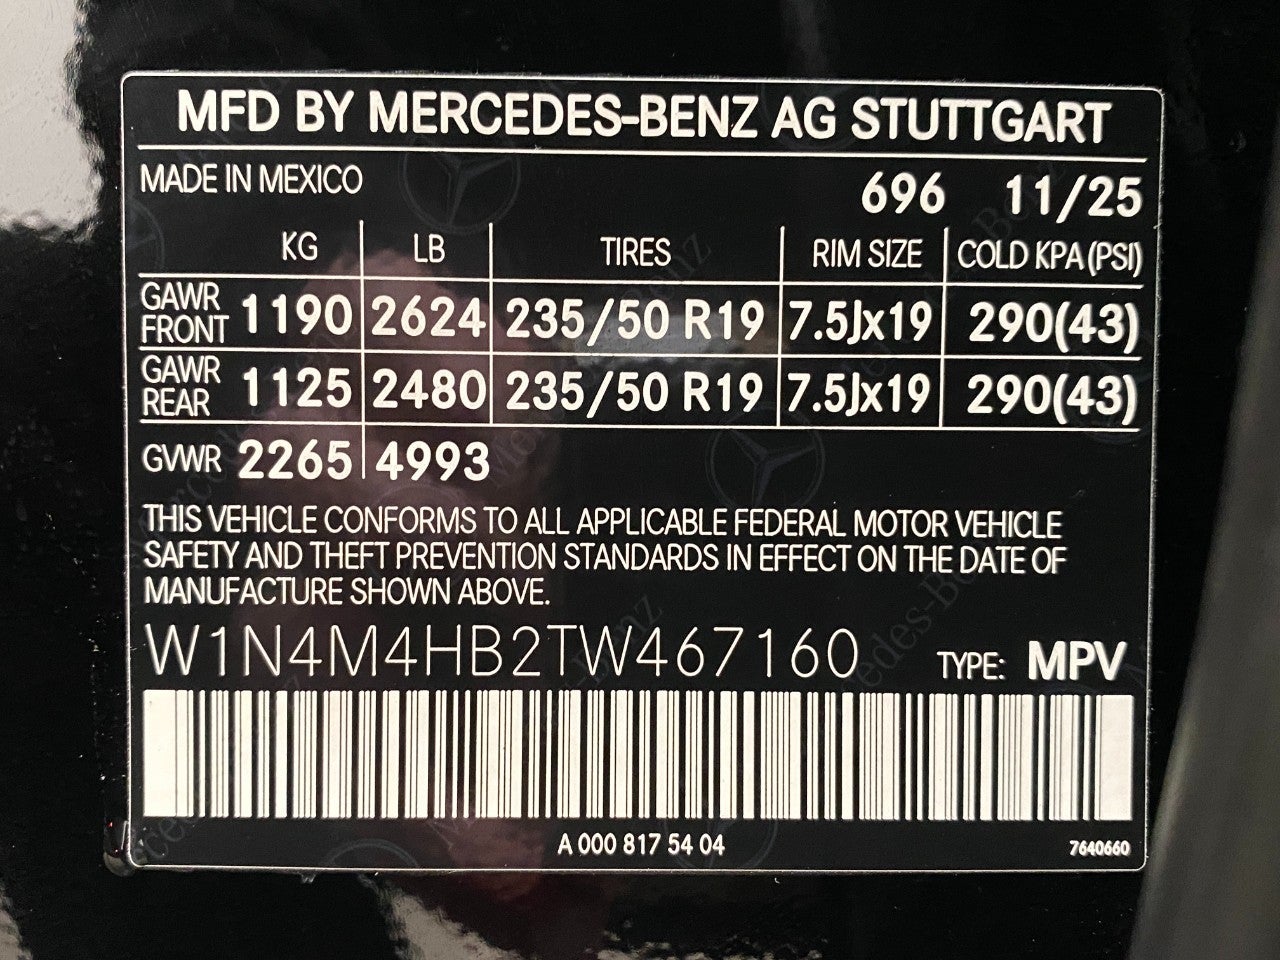 MFD BY MERCEDES-BENZ AG STUTTGART
MADE IN MEXICO 696 11/25
KG LB TIRES RIM SIZE COLD KPA(PSI)
GAWR FRONT 1190 2624 235/50 R19 7.5Jx19 290(43)
GAWR REAR 1125 2480 235/50 R19 7.5Jx19 290(43)
GVWR 2265 4993
THIS VEHICLE CONFORMS TO ALL APPLICABLE FEDERAL MOTOR VEHICLE
SAFETY AND THEFT PREVENTION STANDARDS IN EFFECT ON THE DATE OF
MANUFACTURE SHOWN ABOVE.
W1N4M4HB2TW467160 TYPE: MPV
A 000 817 54 04 7640660